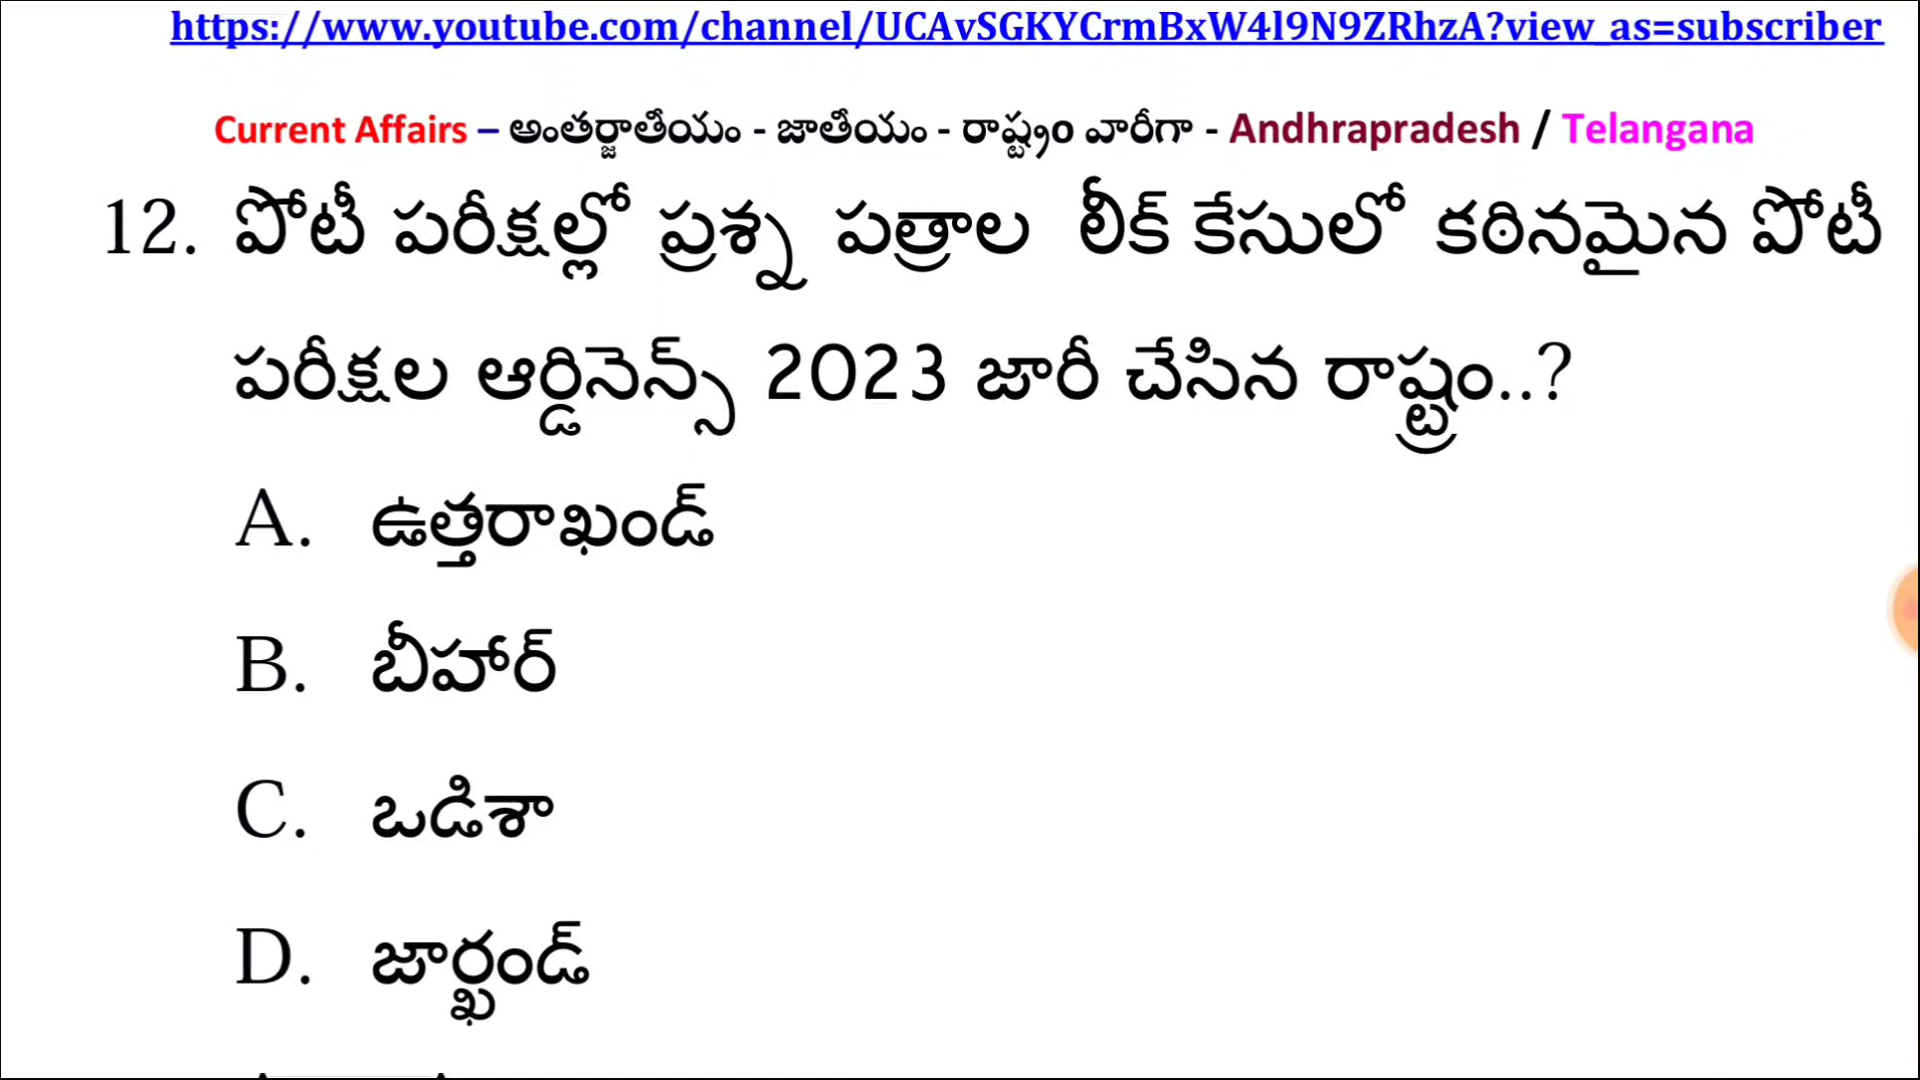 https://www.youtube.com/channel/UCAvSGKYCrmBxW4l9N9ZRhzA?view_as=subscriber
Current Affairs – అంతర్జాతీయం - జాతీయం - రాష్ట్రం వారీగా - Andhrapradesh / Telangana
12. పోటీ పరీక్షల్లో ప్రశ్న పత్రాల లీక్ కేసులో కఠినమైన పోటీ
పరీక్షల ఆర్డినెన్స్ 2023 జారీ చేసిన రాష్ట్రం..?
A. ఉత్తరాఖండ్
B. బీహార్
C. ఒడిశా
D. జార్ఖండ్